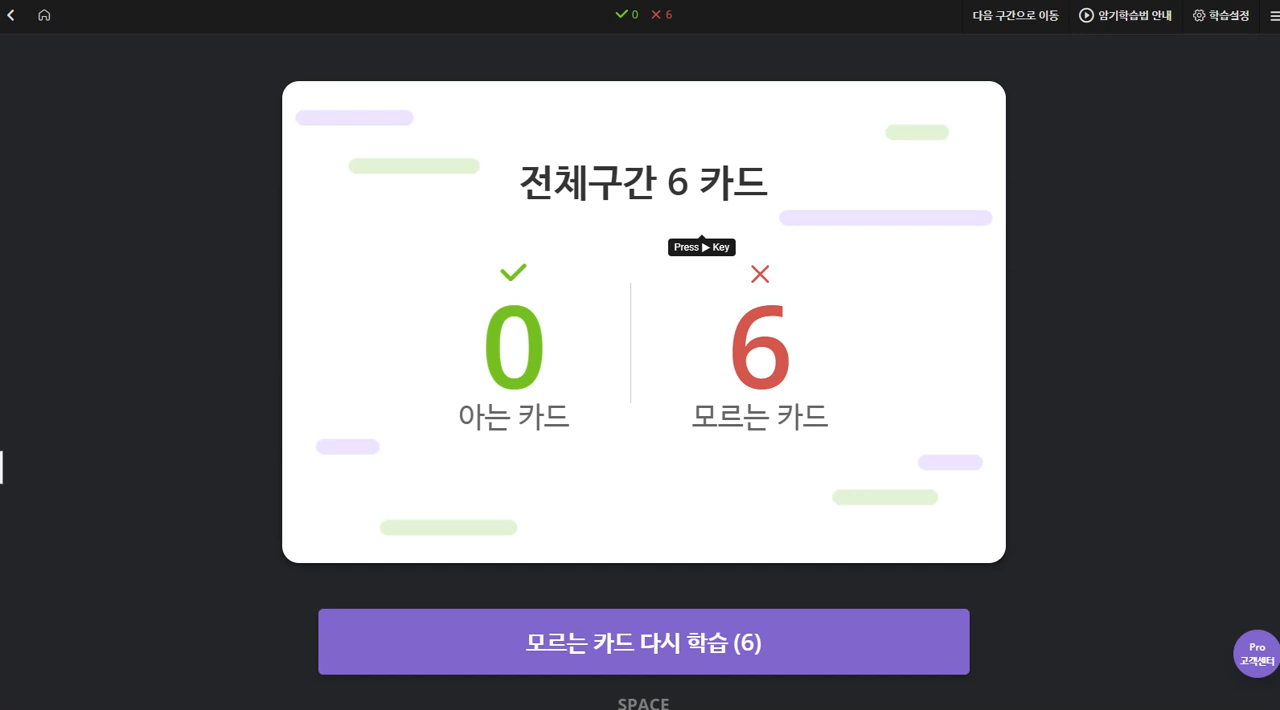 0 6
다음 구간으로 이동
암기학습법 안내
학습설정
전체구간 6 카드
Press ▶ Key
0
아는 카드
6
모르는 카드
모르는 카드 다시 학습 (6)
Pro
고객센터
SPACE